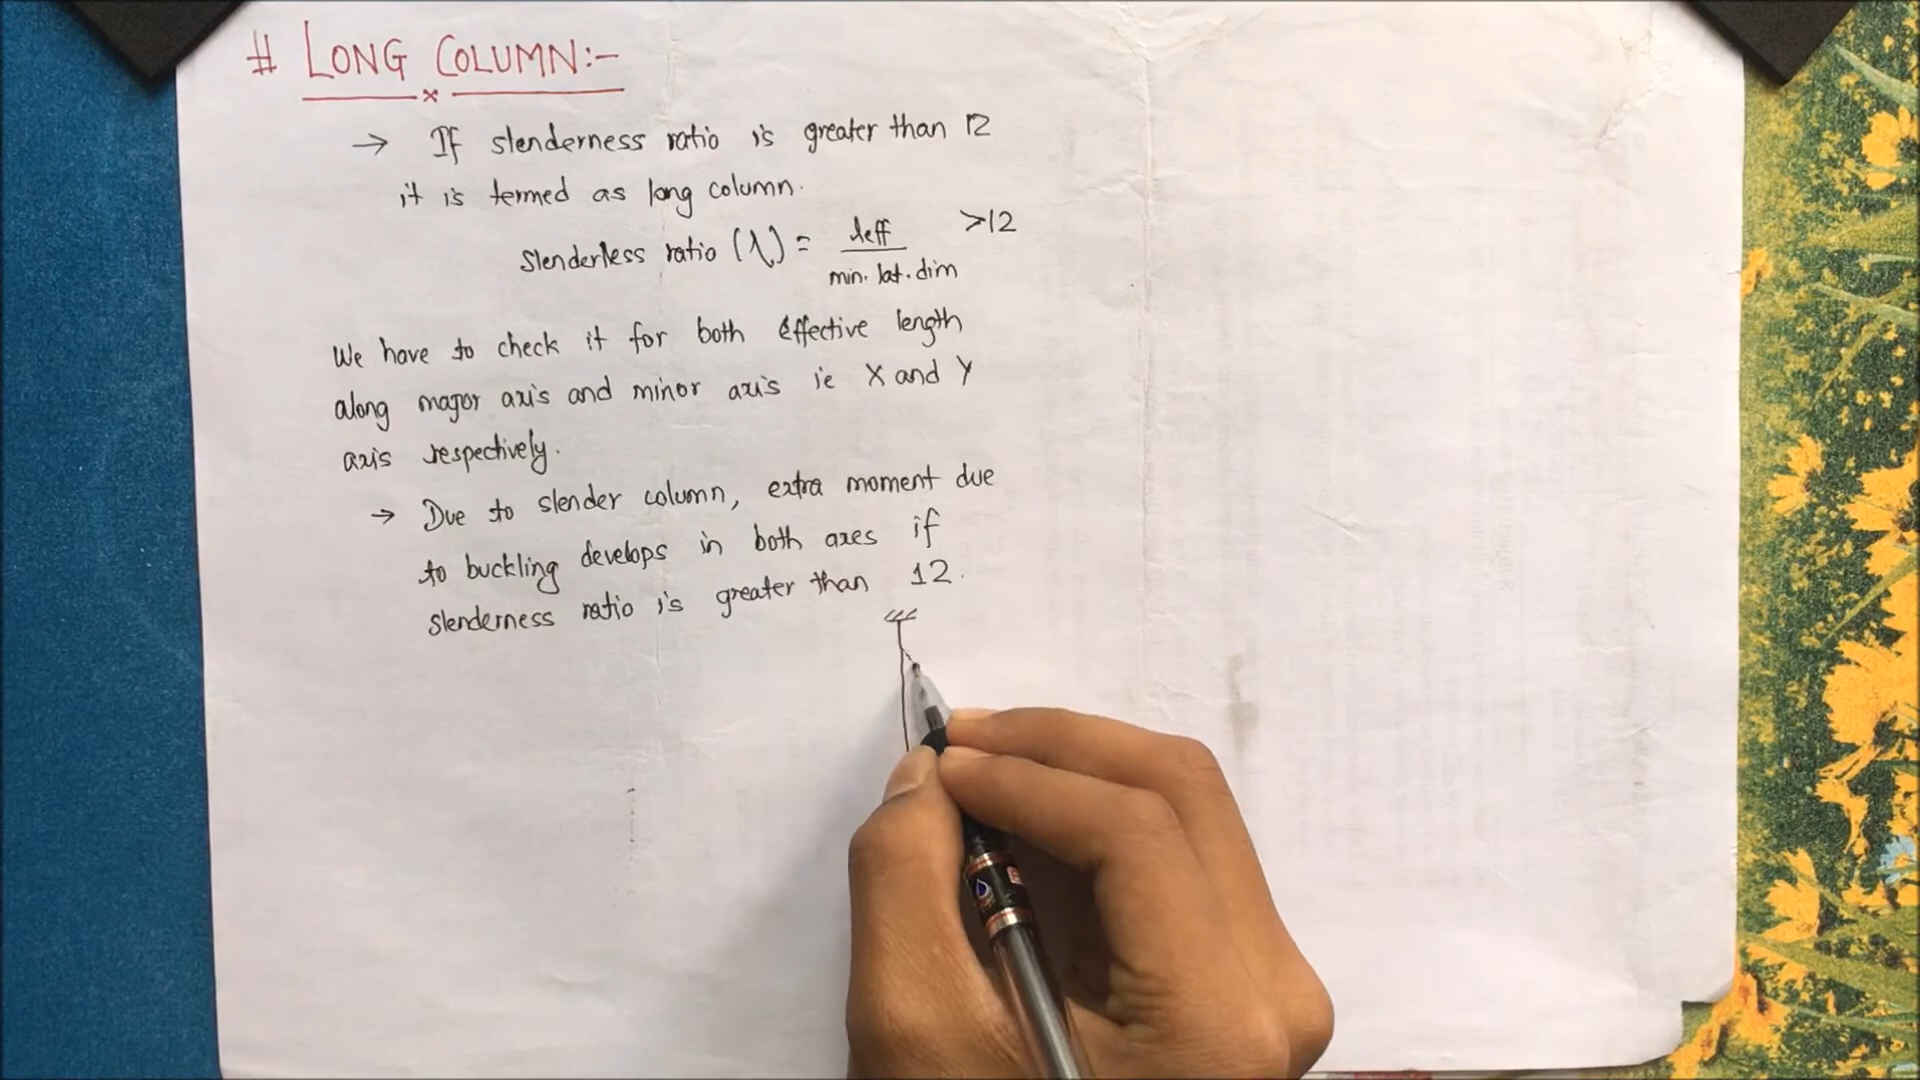 # LONG COLUMN:-
→ If slenderness ratio is greater than 12
it is termed as long column.
Slenderless ratio (λ) = leff / min. lat. dim >12
We have to check it for both effective length
along magor axis and minor axis ie X and Y
axis respectively.
→ Due to slender column, extra moment due
to buckling develops in both axes if
slenderness ratio is greater than 12.